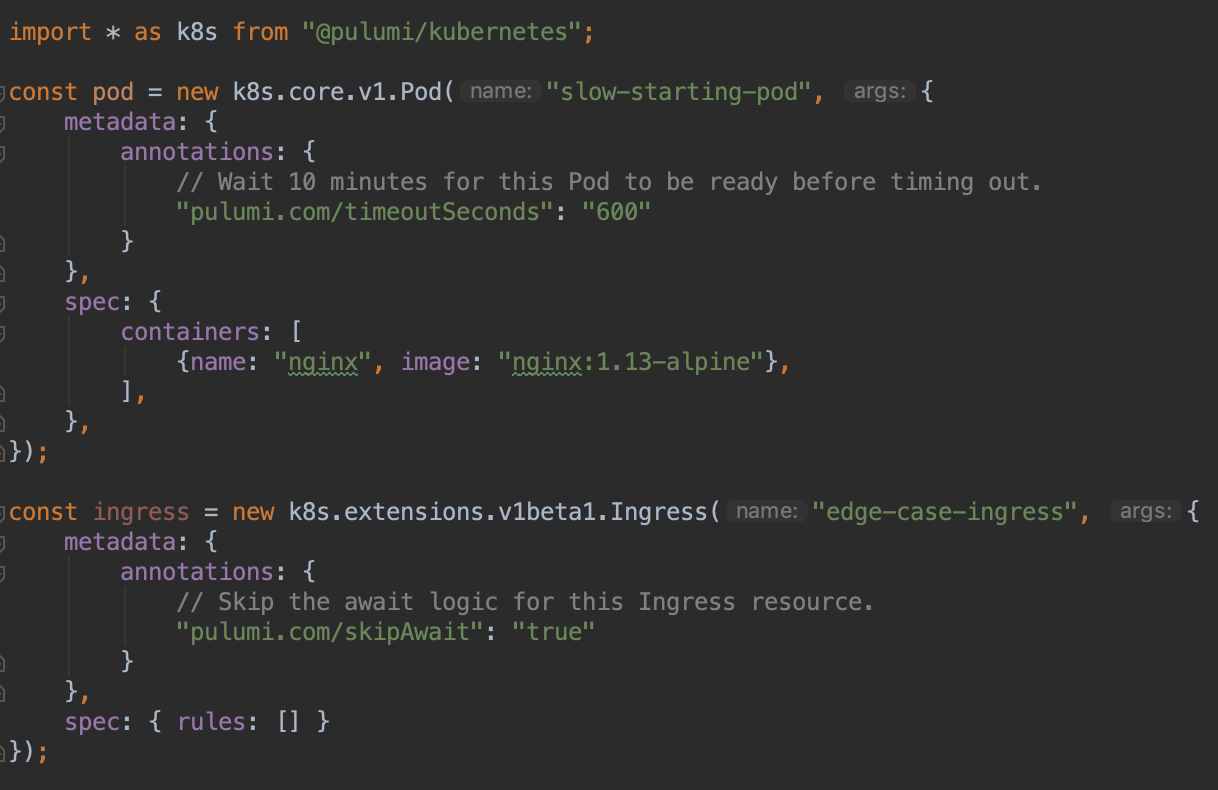 import * as k8s from "@pulumi/kubernetes";
const pod = new k8s.core.v1.Pod( name: "slow-starting-pod", args: {
metadata: {
annotations: {
// Wait 10 minutes for this Pod to be ready before timing out.
"pulumi.com/timeoutSeconds": "600"
}
},
spec: {
containers: [
{name: "nginx", image: "nginx:1.13-alpine"},
],
},
});
const ingress = new k8s.extensions.v1beta1.Ingress( name: "edge-case-ingress", args: {
metadata: {
annotations: {
// Skip the await logic for this Ingress resource.
"pulumi.com/skipAwait": "true"
}
},
spec: { rules: [] }
});